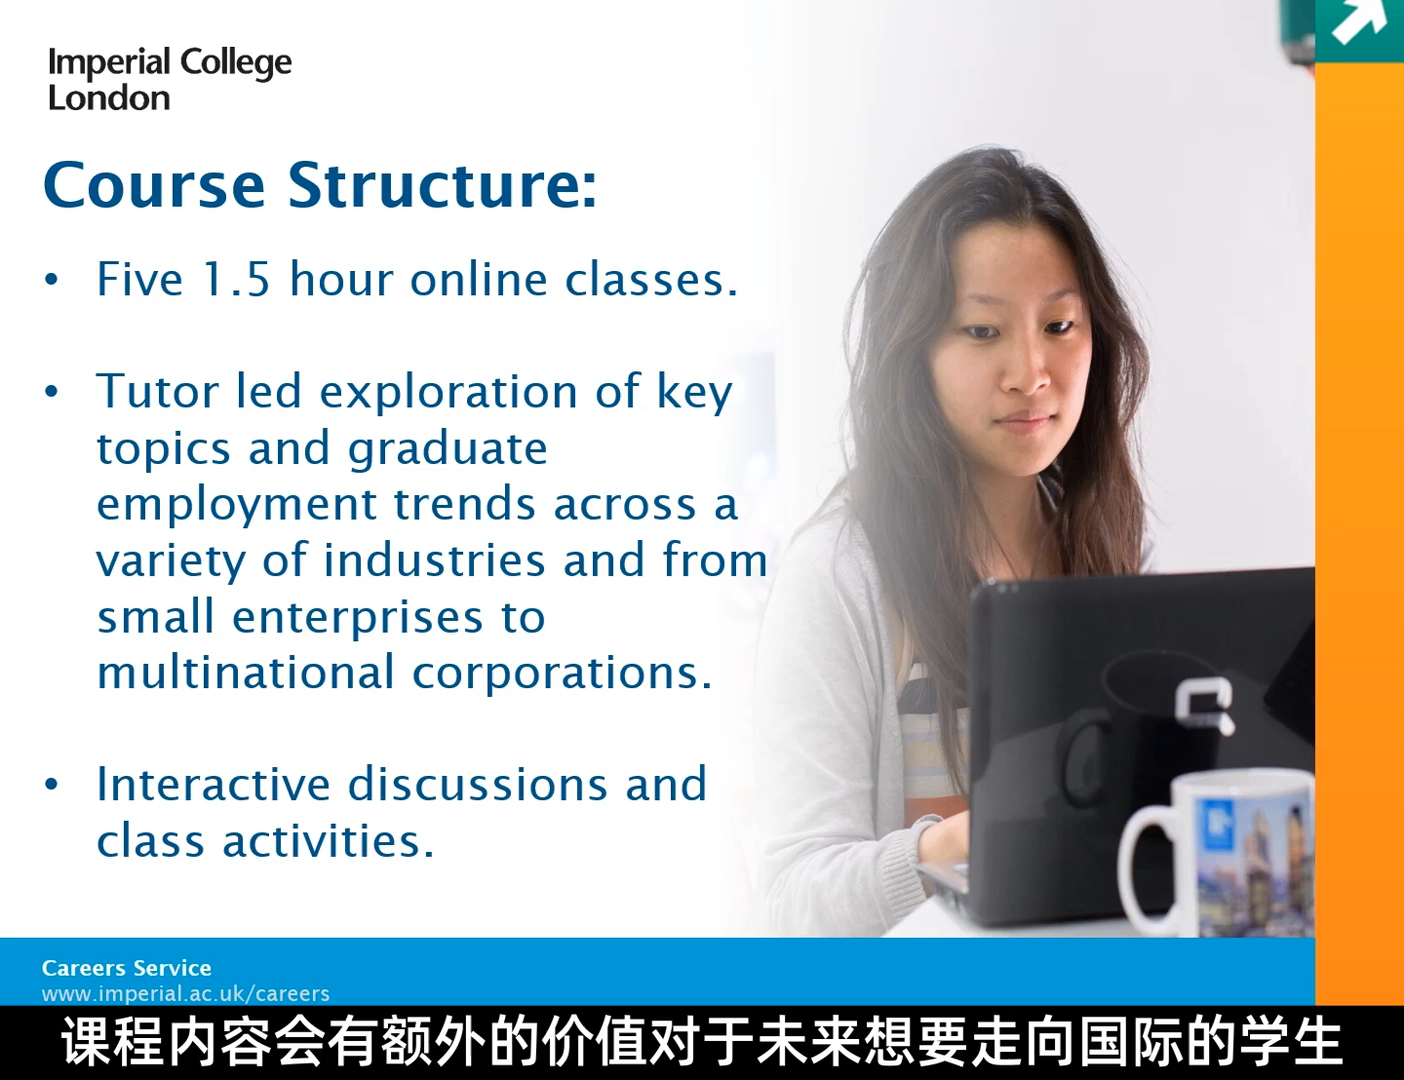 Imperial College
London
Course Structure:
• Five 1.5 hour online classes.
• Tutor led exploration of key
topics and graduate
employment trends across a
variety of industries and from
small enterprises to
multinational corporations.
• Interactive discussions and
class activities.
Careers Service
www.imperial.ac.uk/careers
课程内容会有额外的价值对于未来想要走向国际的学生